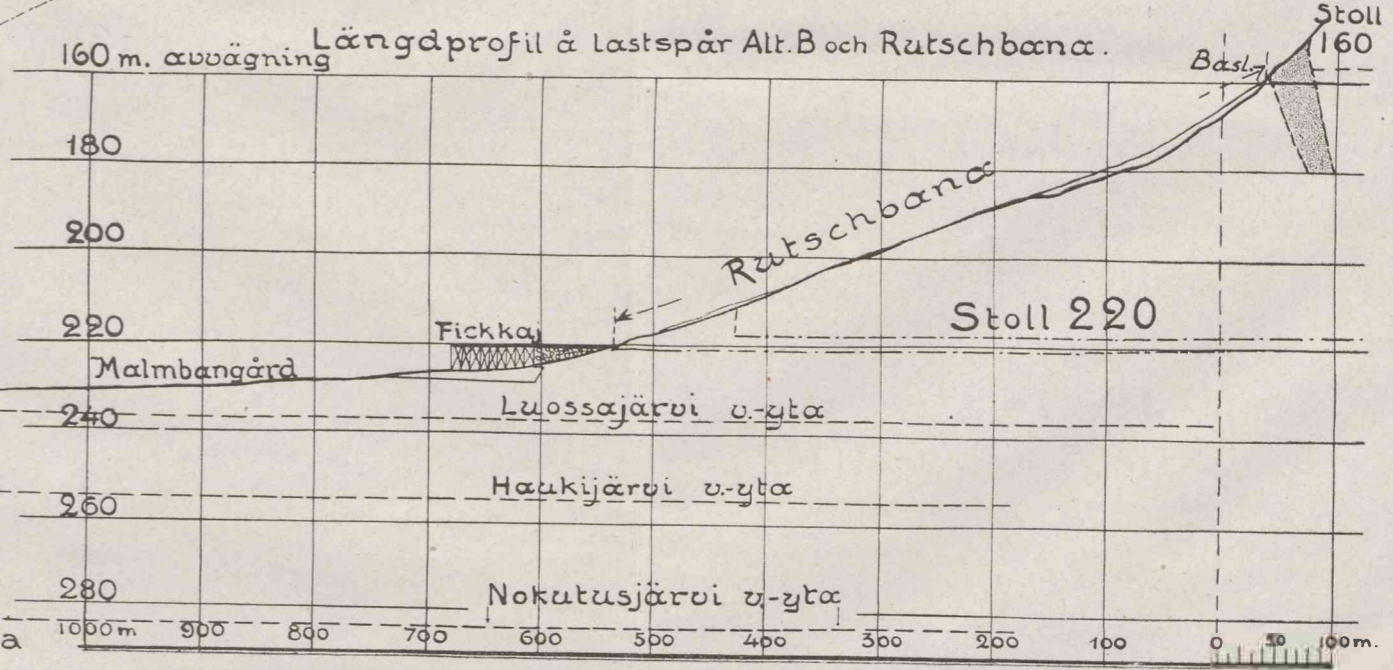 Längdprofil å lastspår Alt. B och Rutschbana.
Stoll
160
160 m. avvägning
Basl.
180
Rutschbana
200
Stoll 220
220
Fickka
Malmbangård
Luossajärvi v.-yta
240
Haukijärvi v.-yta
260
Nokutusjärvi v.-yta
280
a
1000 m 900 800 700 600 500 400 300 200 100 0 50 100 m.